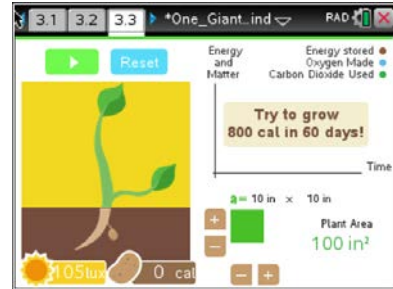 3.1 3.2 3.3 *One_Giant…ind RAD
Reset
Energy and Matter
Energy stored
Oxygen Made
Carbon Dioxide Used
Try to grow
800 cal in 60 days!
Time
a= 10 in × 10 in
Plant Area
100 in²
105lux
0 cal